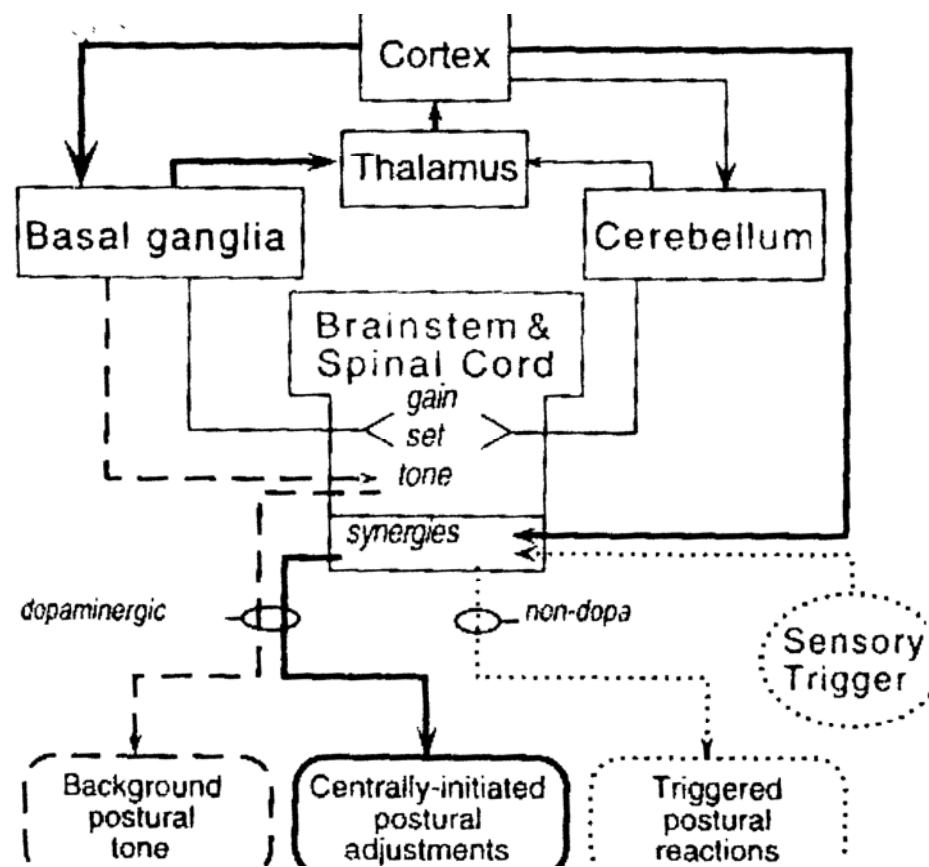 Cortex
Thalamus
Basal ganglia
Cerebellum
Brainstem &
Spinal Cord
gain
set
tone
synergies
dopaminergic
non-dopa
Sensory
Trigger
Background
postural
tone
Centrally-initiated
postural
adjustments
Triggered
postural
reactions